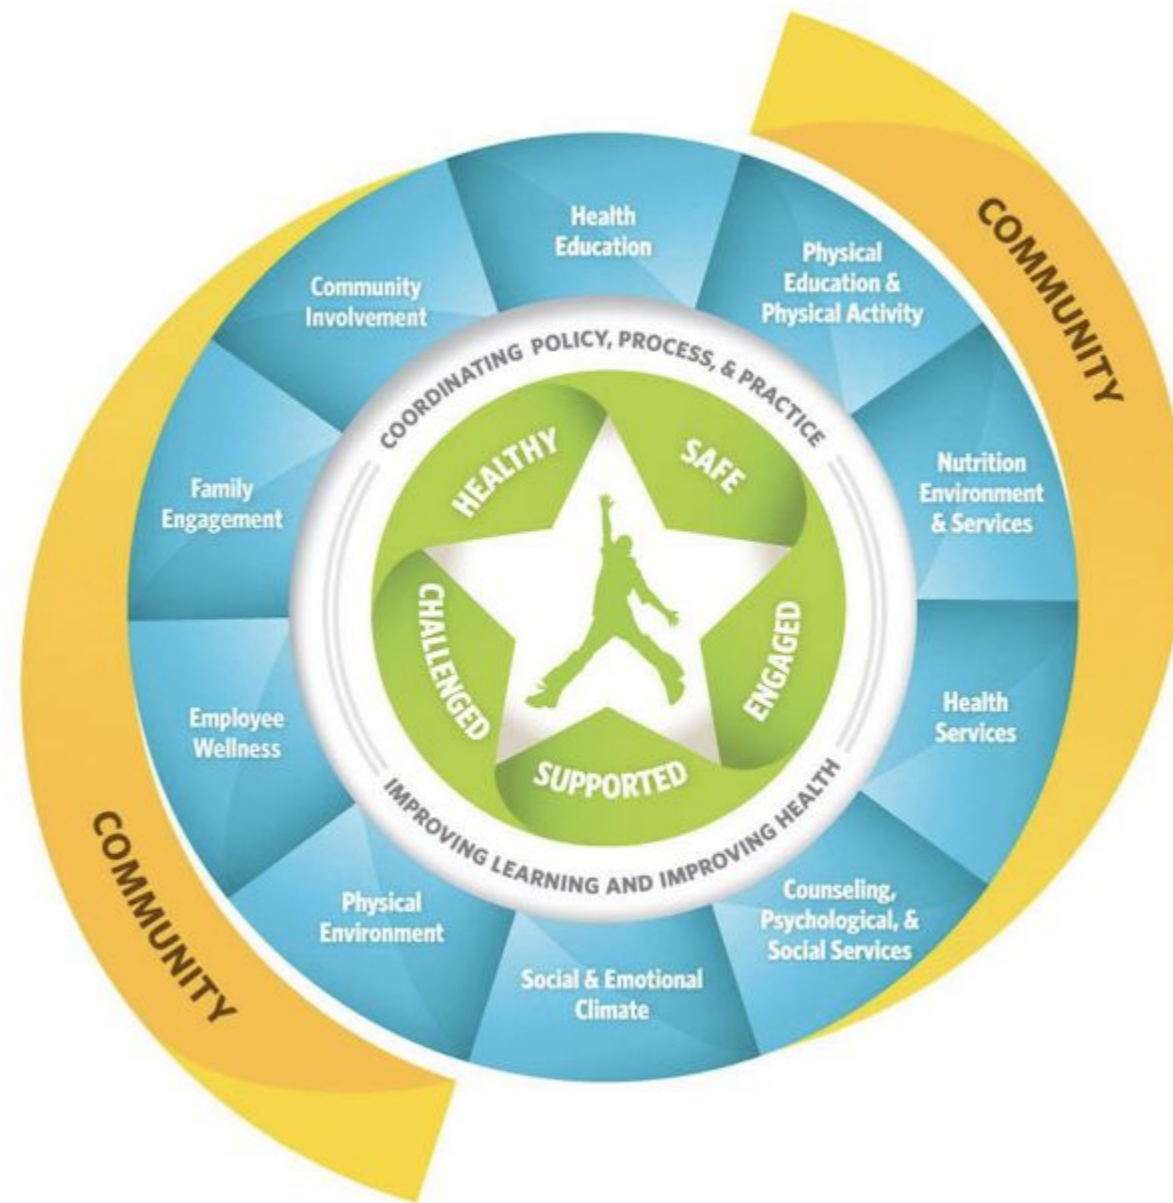 COMMUNITY
Health
Education
Physical
Education &
Physical Activity
Nutrition
Environment
& Services
Health
Services
Counseling,
Psychological, &
Social Services
Social & Emotional
Climate
Physical
Environment
Employee
Wellness
Family
Engagement
Community
Involvement
COORDINATING POLICY, PROCESS, & PRACTICE
IMPROVING LEARNING AND IMPROVING HEALTH
HEALTHY
SAFE
ENGAGED
SUPPORTED
CHALLENGED
COMMUNITY